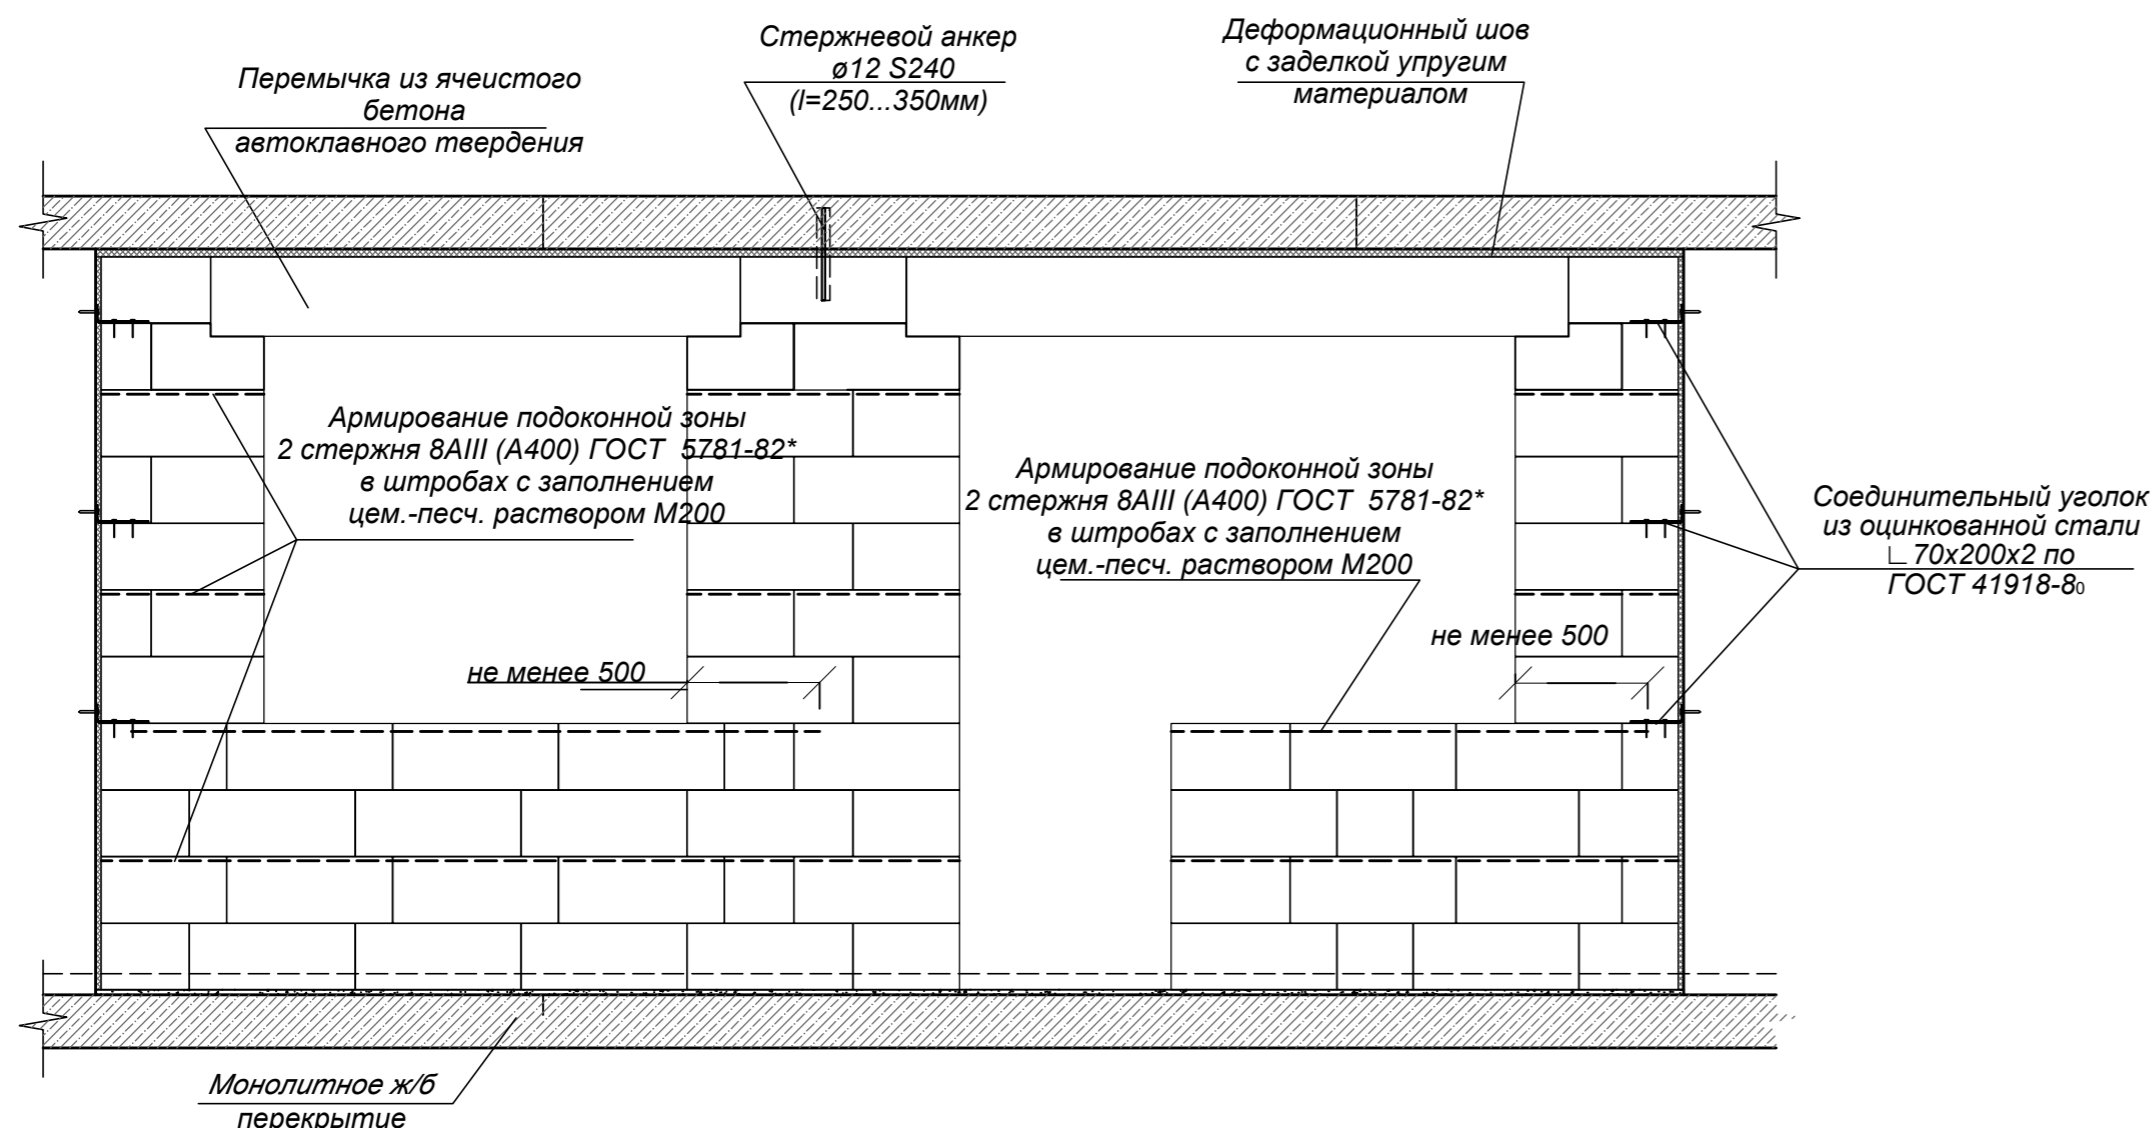 Перемычка из ячеистого
бетона
автоклавного твердения
Стержневой анкер
ø12 S240
(l=250...350мм)
Деформационный шов
с заделкой упругим
материалом
Армирование подоконной зоны
2 стержня 8АIII (А400) ГОСТ 5781-82*
в штробах с заполнением
цем.-песч. раствором М200
Армирование подоконной зоны
2 стержня 8АIII (А400) ГОСТ 5781-82*
в штробах с заполнением
цем.-песч. раствором М200
Соединительный уголок
из оцинкованной стали
∟70х200х2 по
ГОСТ 41918-80
не менее 500
не менее 500
Монолитное ж/б
перекрытие